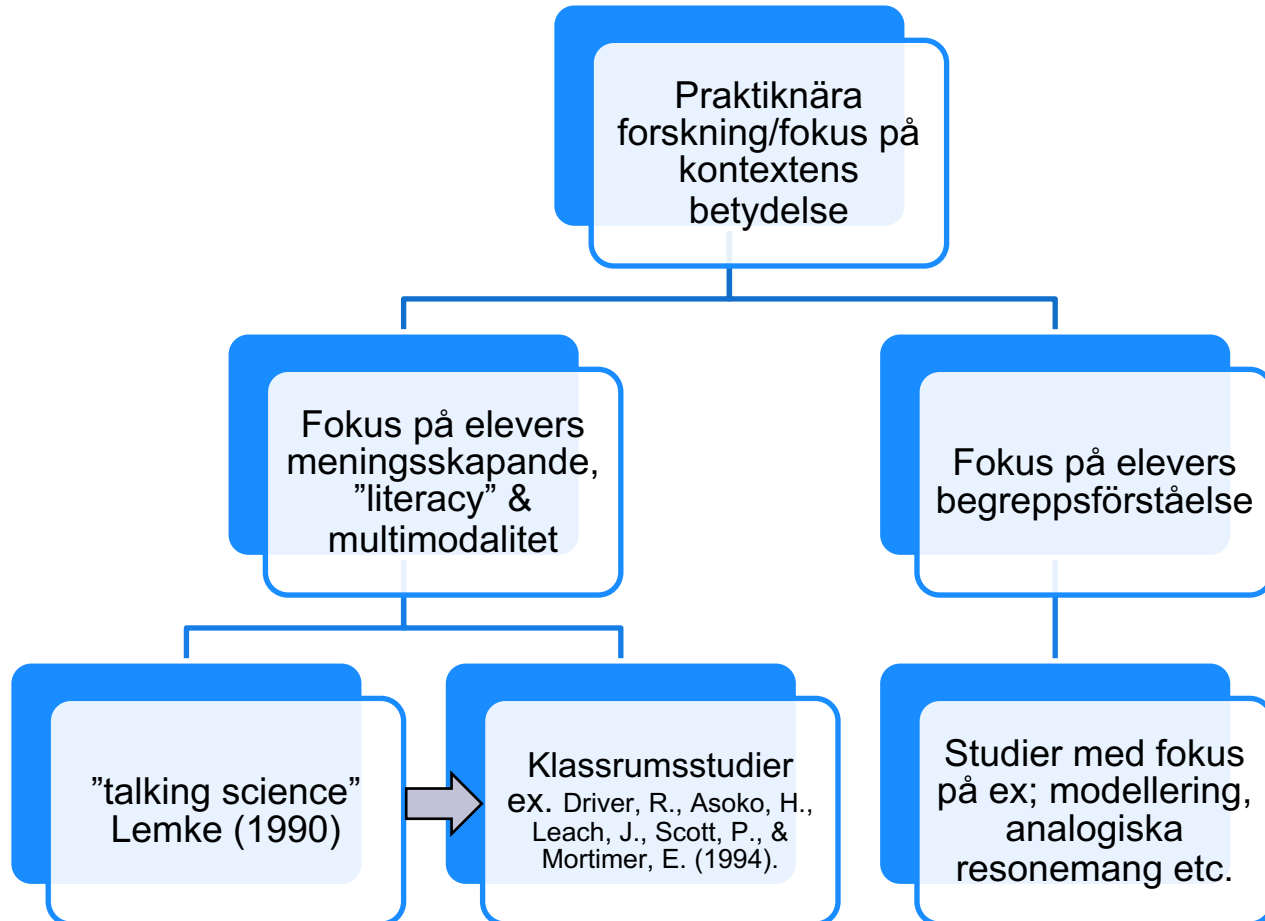 Praktiknära
forskning/fokus på
kontextens
betydelse
Fokus på elevers
meningsskapande,
”literacy” &
multimodalitet
Fokus på elevers
begreppsförståelse
”talking science”
Lemke (1990)
Klassrumsstudier
ex. Driver, R., Asoko, H.,
Leach, J., Scott, P., &
Mortimer, E. (1994).
Studier med fokus
på ex; modellering,
analogiska
resonemang etc.